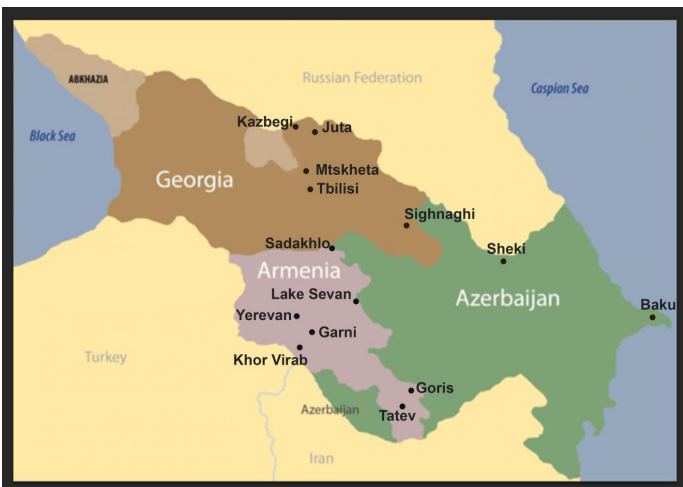 Russian Federation
ABKHAZIA
Caspian Sea
Kazbegi
Juta
Black Sea
Mtskheta
Georgia
Tbilisi
Sighnaghi
Sadakhlo
Sheki
Armenia
Lake Sevan
Azerbaijan
Baku
Yerevan
Garni
Turkey
Khor Virab
Goris
Azerbaijan
Tatev
Iran